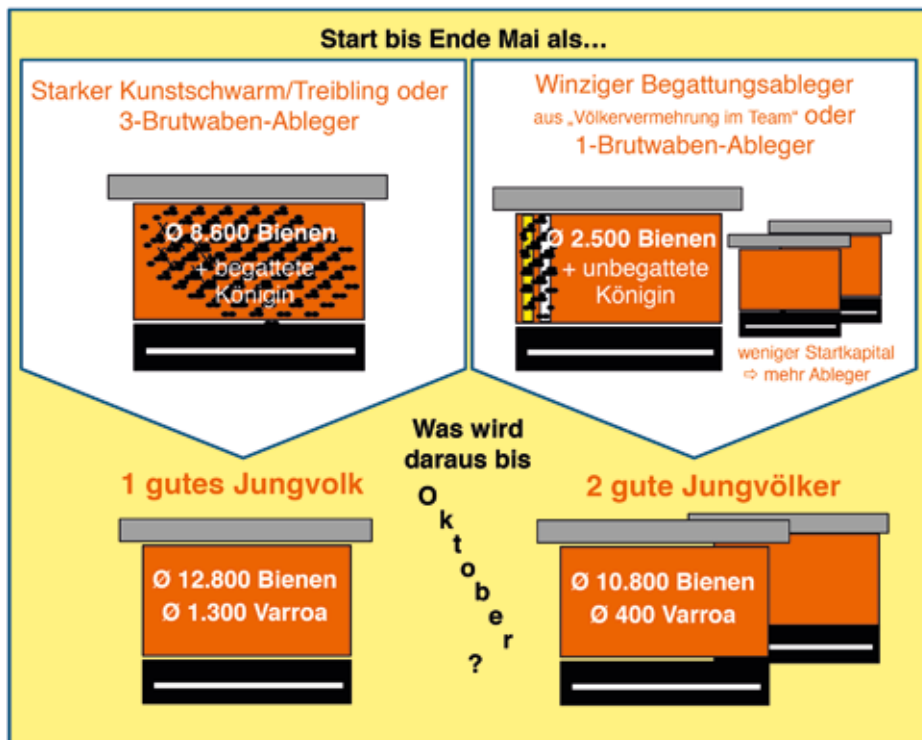 Start bis Ende Mai als...
Starker Kunstschwarm/Treibling oder
3-Brutwaben-Ableger
Ø 8.600 Bienen
+ begattete
Königin
Winziger Begattungsableger
aus „Völkervermehrung im Team“ oder
1-Brutwaben-Ableger
Ø 2.500 Bienen
+ unbegattete
Königin
weniger Startkapital
⇨ mehr Ableger
Was wird
daraus bis
Oktober?
1 gutes Jungvolk
Ø 12.800 Bienen
Ø 1.300 Varroa
2 gute Jungvölker
Ø 10.800 Bienen
Ø 400 Varroa